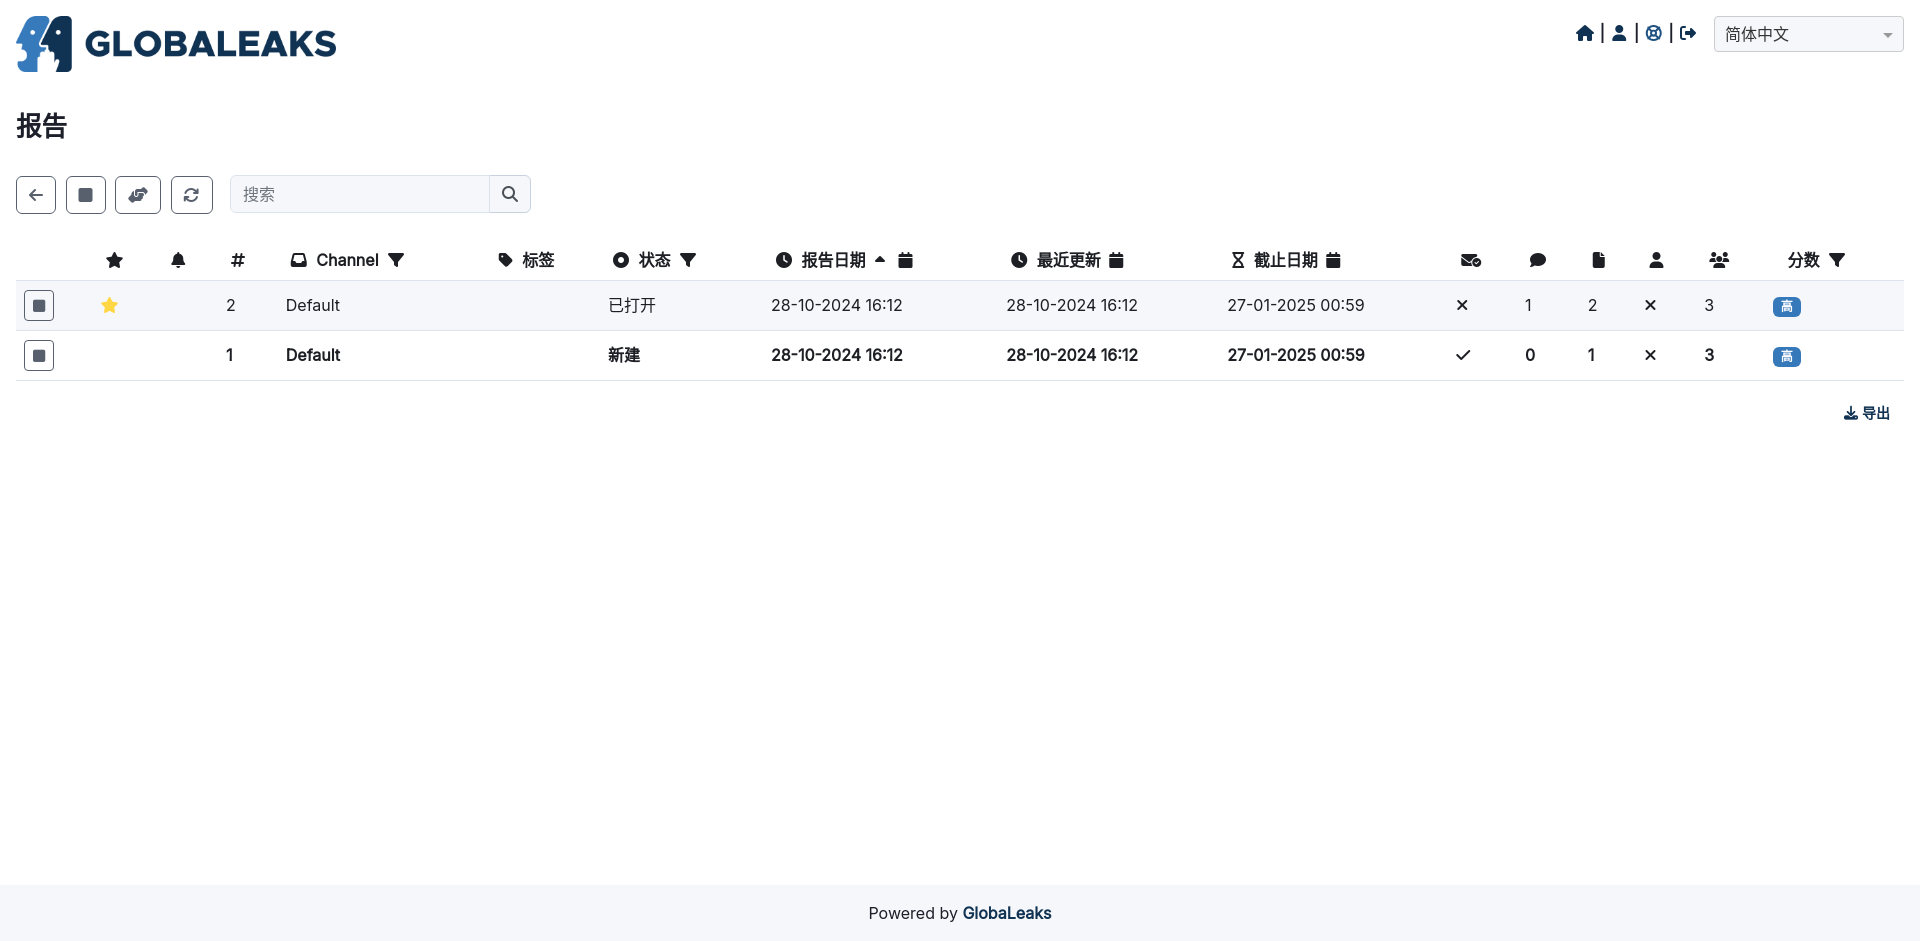 GLOBALEAKS
简体中文
报告
搜索
# Channel 标签 状态 报告日期 最近更新 截止日期 分数
2 Default 已打开 28-10-2024 16:12 28-10-2024 16:12 27-01-2025 00:59 1 2 3 高
1 Default 新建 28-10-2024 16:12 28-10-2024 16:12 27-01-2025 00:59 0 1 3 高
导出
Powered by GlobaLeaks